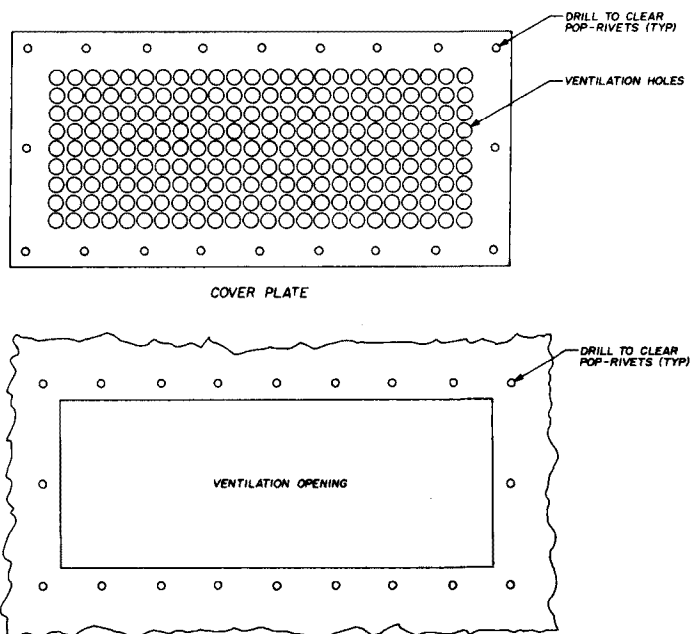 DRILL TO CLEAR
POP-RIVETS (TYP)
VENTILATION HOLES
COVER PLATE
DRILL TO CLEAR
POP-RIVETS (TYP)
VENTILATION OPENING